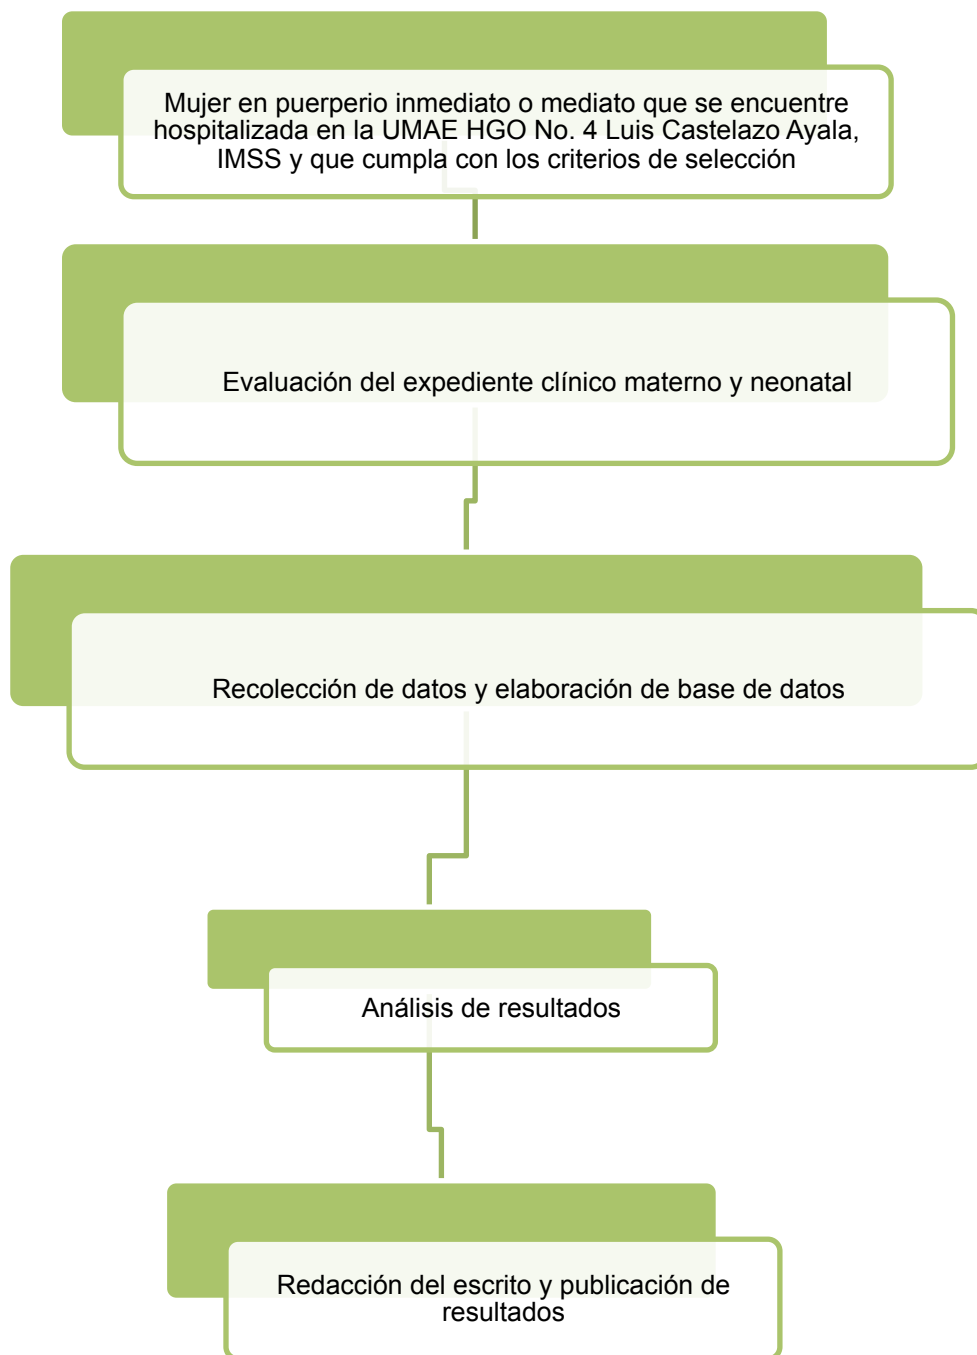 Mujer en puerperio inmediato o mediato que se encuentre
hospitalizada en la UMAE HGO No. 4 Luis Castelazo Ayala,
IMSS y que cumpla con los criterios de selección
Evaluación del expediente clínico materno y neonatal
Recolección de datos y elaboración de base de datos
Análisis de resultados
Redacción del escrito y publicación de
resultados